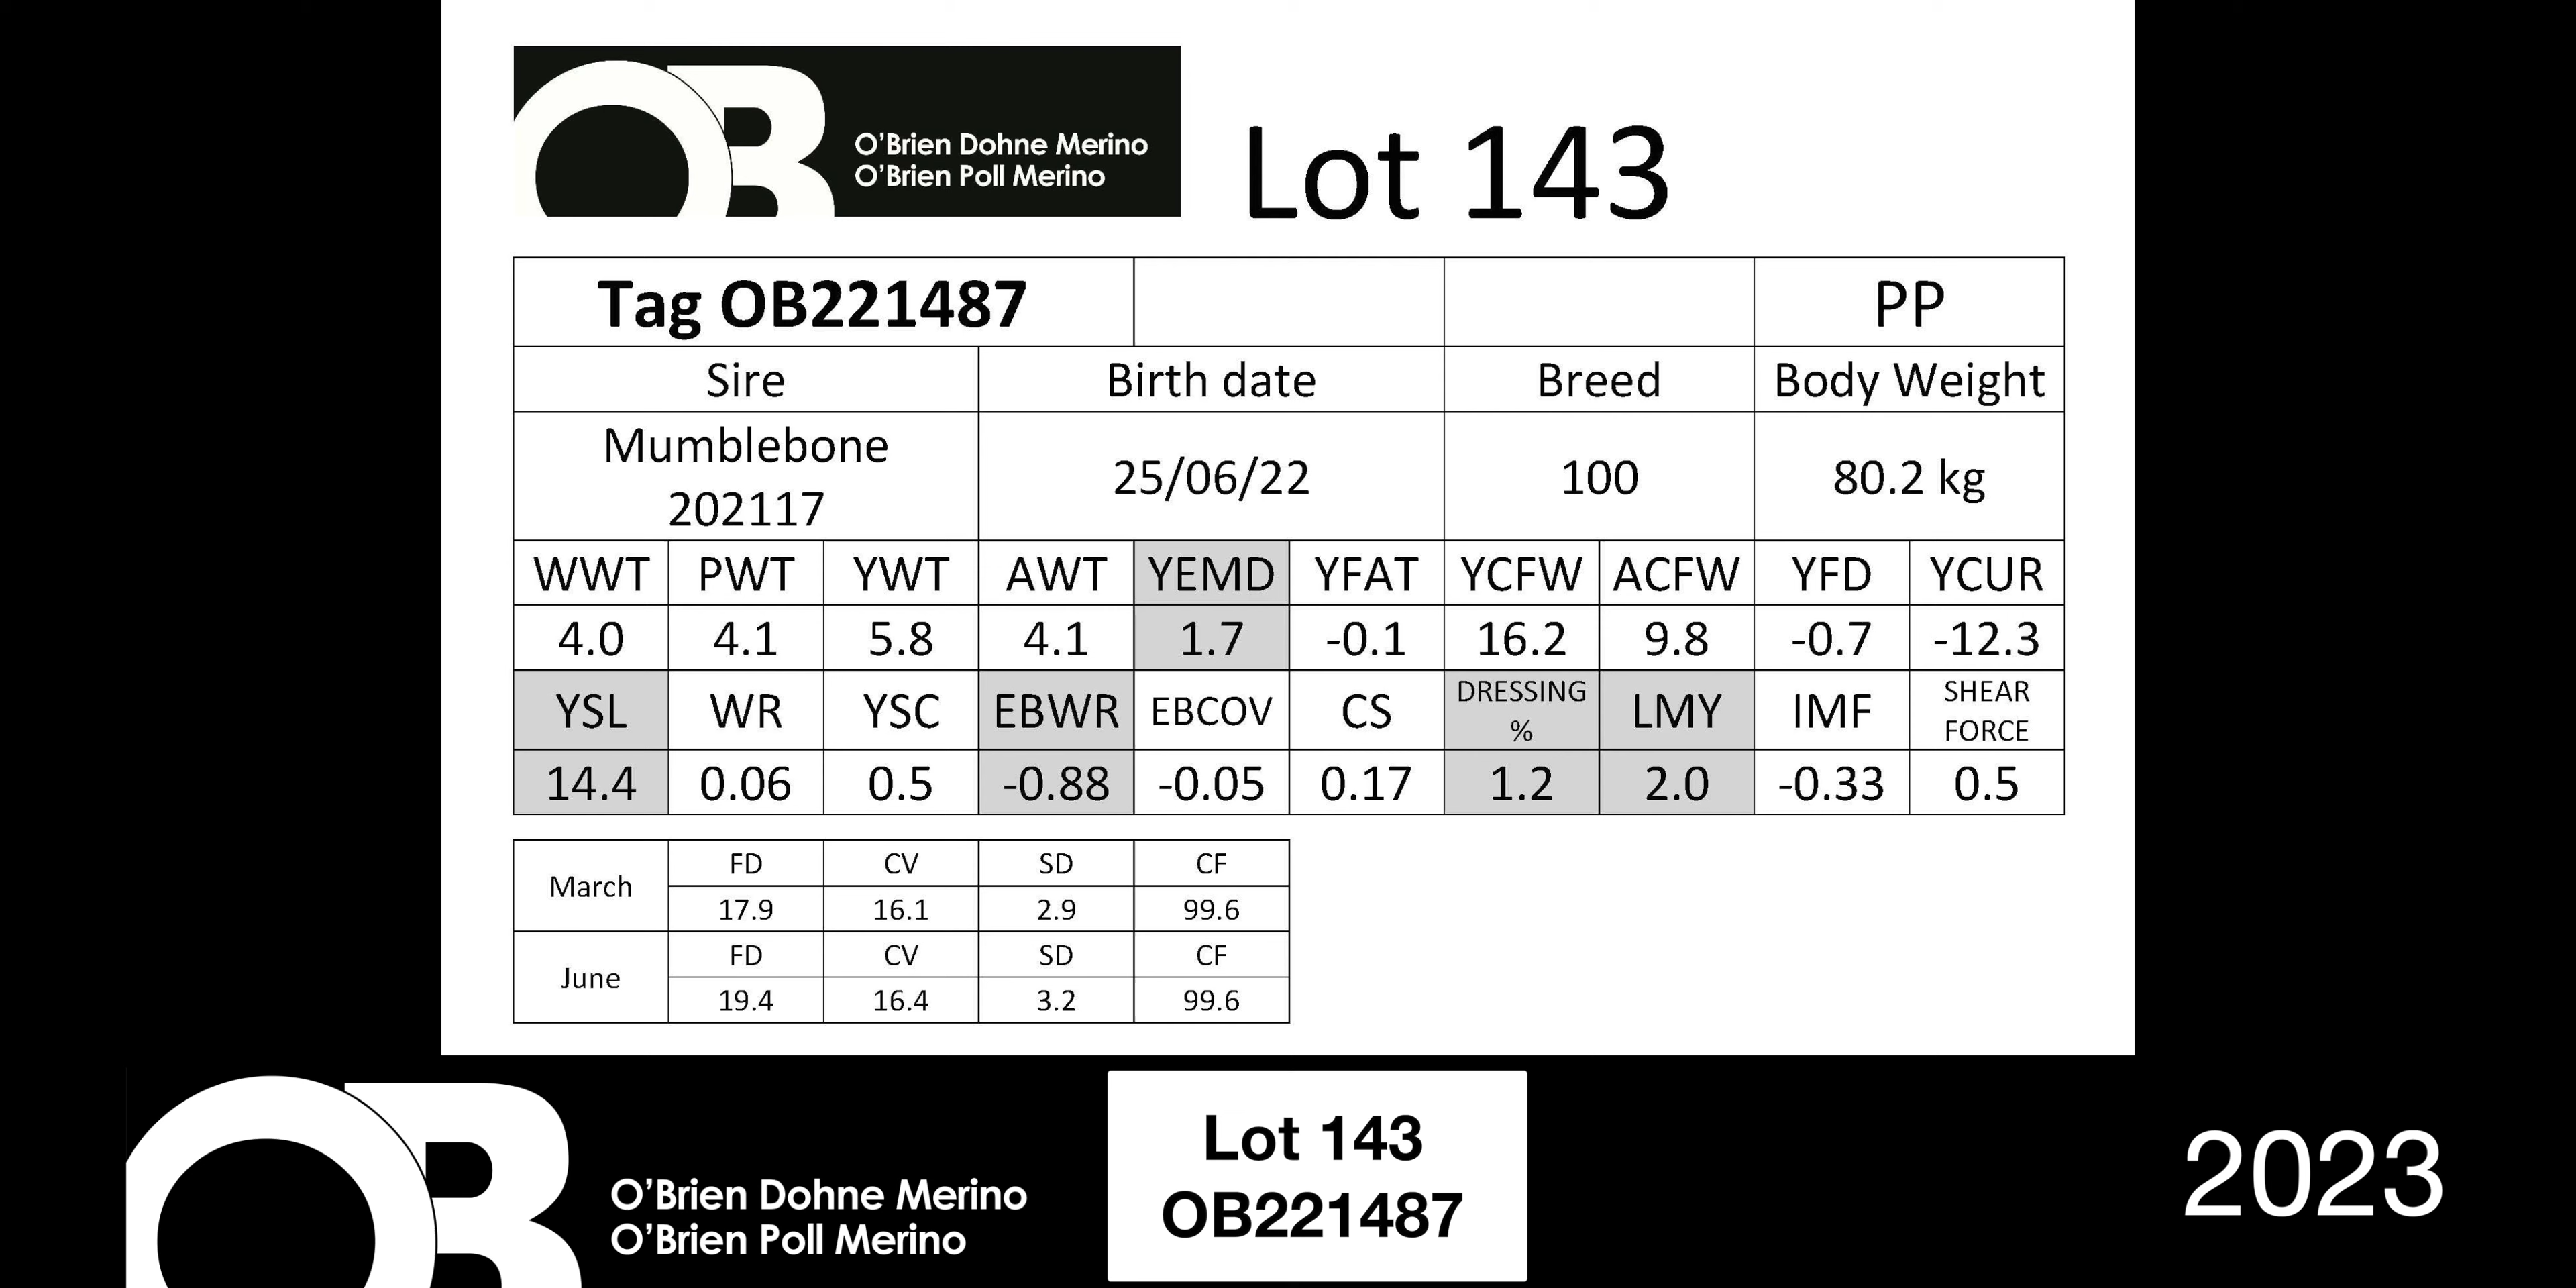 OB
O'Brien Dohne Merino
O'Brien Poll Merino
Lot 143
Tag OB221487 PP
Sire Birth date Breed Body Weight
Mumblebone
202117
25/06/22 100 80.2 kg
WWT PWT YWT AWT YEMD YFAT YCFW ACFW YFD YCUR
4.0 4.1 5.8 4.1 1.7 -0.1 16.2 9.8 -0.7 -12.3
YSL WR YSC EBWR EBCOV CS DRESSING % LMY IMF SHEAR FORCE
14.4 0.06 0.5 -0.88 -0.05 0.17 1.2 2.0 -0.33 0.5
March
FD CV SD CF
17.9 16.1 2.9 99.6
June
FD CV SD CF
19.4 16.4 3.2 99.6
OB
O'Brien Dohne Merino
O'Brien Poll Merino
Lot 143
OB221487
2023